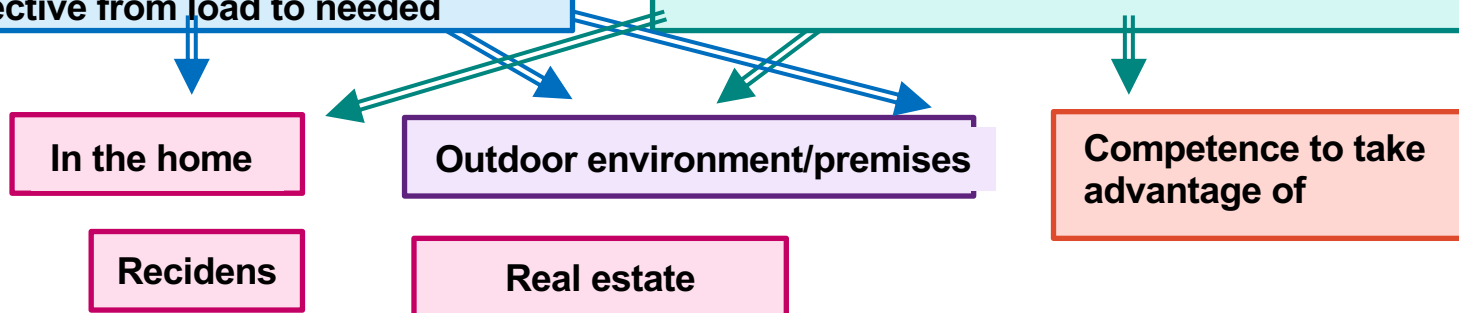 ective from load to needed
In the home
Outdoor environment/premises
Competence to take
advantage of
Recidens
Real estate